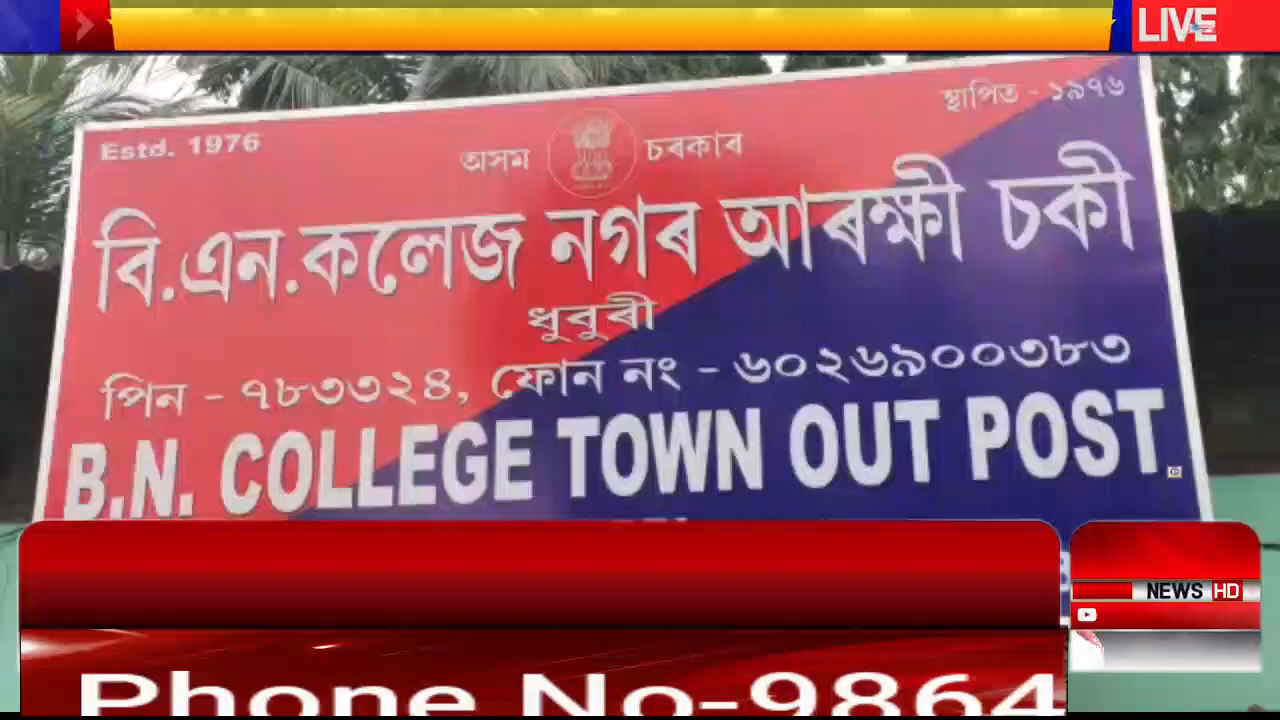 LIVE
Estd. 1976
স্থাপিত - ১৯৭৬
অসম চৰকাৰ
বি.এন.কলেজ নগৰ আৰক্ষী চকী
ধুবুৰী
পিন - ৭৮৩৩২৪, ফোন নং - ৬০২৬৯০০৩৮৩
B.N. COLLEGE TOWN OUT POST
NEWS HD
Phone No-9864